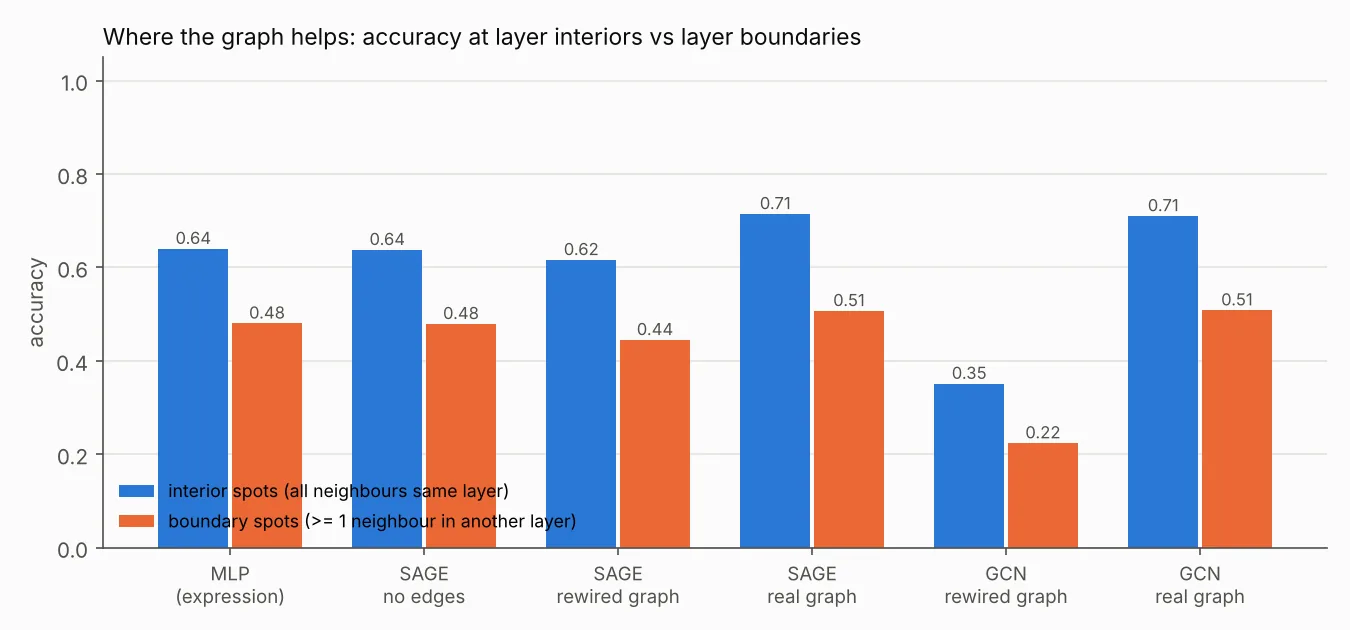 Where the graph helps: accuracy at layer interiors vs layer boundaries
accuracy
1.0
0.8
0.6
0.4
0.2
0.0
0.64
0.48
0.64
0.48
0.62
0.44
0.71
0.51
0.35
0.22
0.71
0.51
interior spots (all neighbours same layer)
boundary spots (>= 1 neighbour in another layer)
MLP
(expression)
SAGE
no edges
SAGE
rewired graph
SAGE
real graph
GCN
rewired graph
GCN
real graph